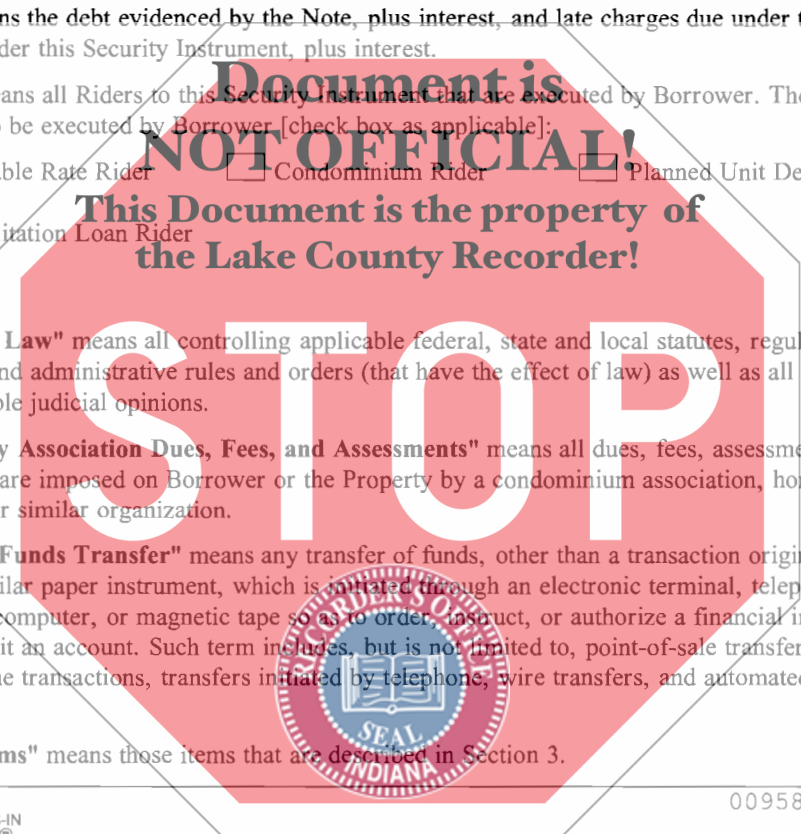 ns the debt evidenced by the Note, plus interest, and late charges due under t
der this Security Instrument, plus interest.
Document is
eans all Riders to this Security Instrument that are executed by Borrower. The
be executed by Borrower [check box as applicable]:
NOT OFFICIAL!
ble Rate Rider Condominium Rider Planned Unit De
This Document is the property of
itation Loan Rider
the Lake County Recorder!
STOP
Law" means all controlling applicable federal, state and local statutes, regul
nd administrative rules and orders (that have the effect of law) as well as all
ble judicial opinions.
y Association Dues, Fees, and Assessments" means all dues, fees, assessme
are imposed on Borrower or the Property by a condominium association, ho
r similar organization.
Funds Transfer" means any transfer of funds, other than a transaction origin
ilar paper instrument, which is initiated through an electronic terminal, telep
computer, or magnetic tape so as to order, instruct, or authorize a financial i
it an account. Such term includes, but is not limited to, point-of-sale transfer
ne transactions, transfers initiated by telephone, wire transfers, and automated
RECORDER'S OFFICE
SEAL
INDIANA
ms" means those items that are described in Section 3.
00958
-IN